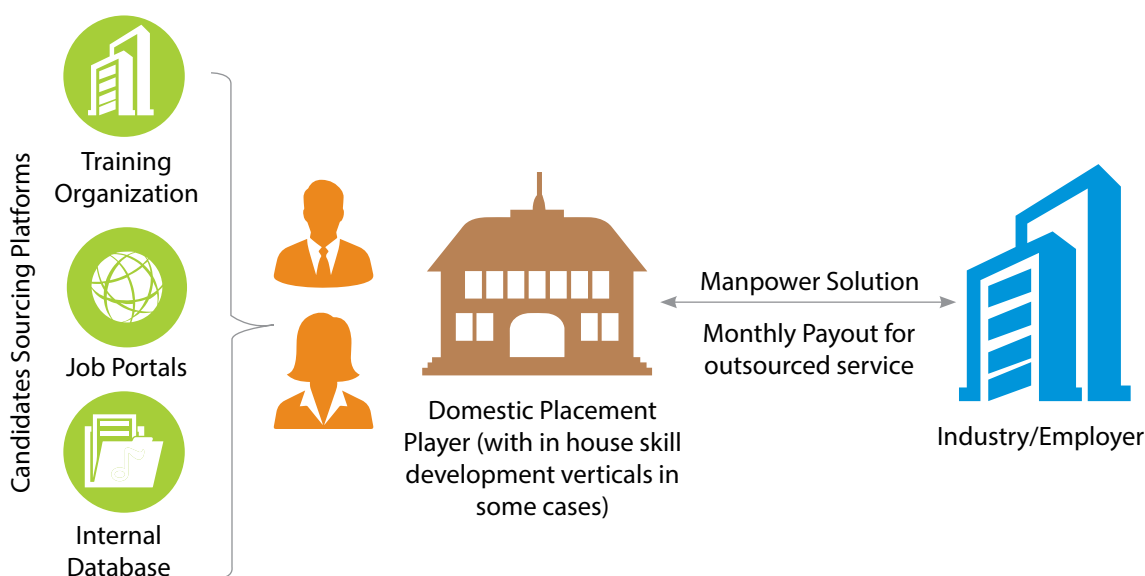 Candidates Sourcing Platforms
Training
Organization
Job Portals
Internal
Database
Domestic Placement
Player (with in house skill
development verticals in
some cases)
Manpower Solution
Monthly Payout for
outsourced service
Industry/Employer